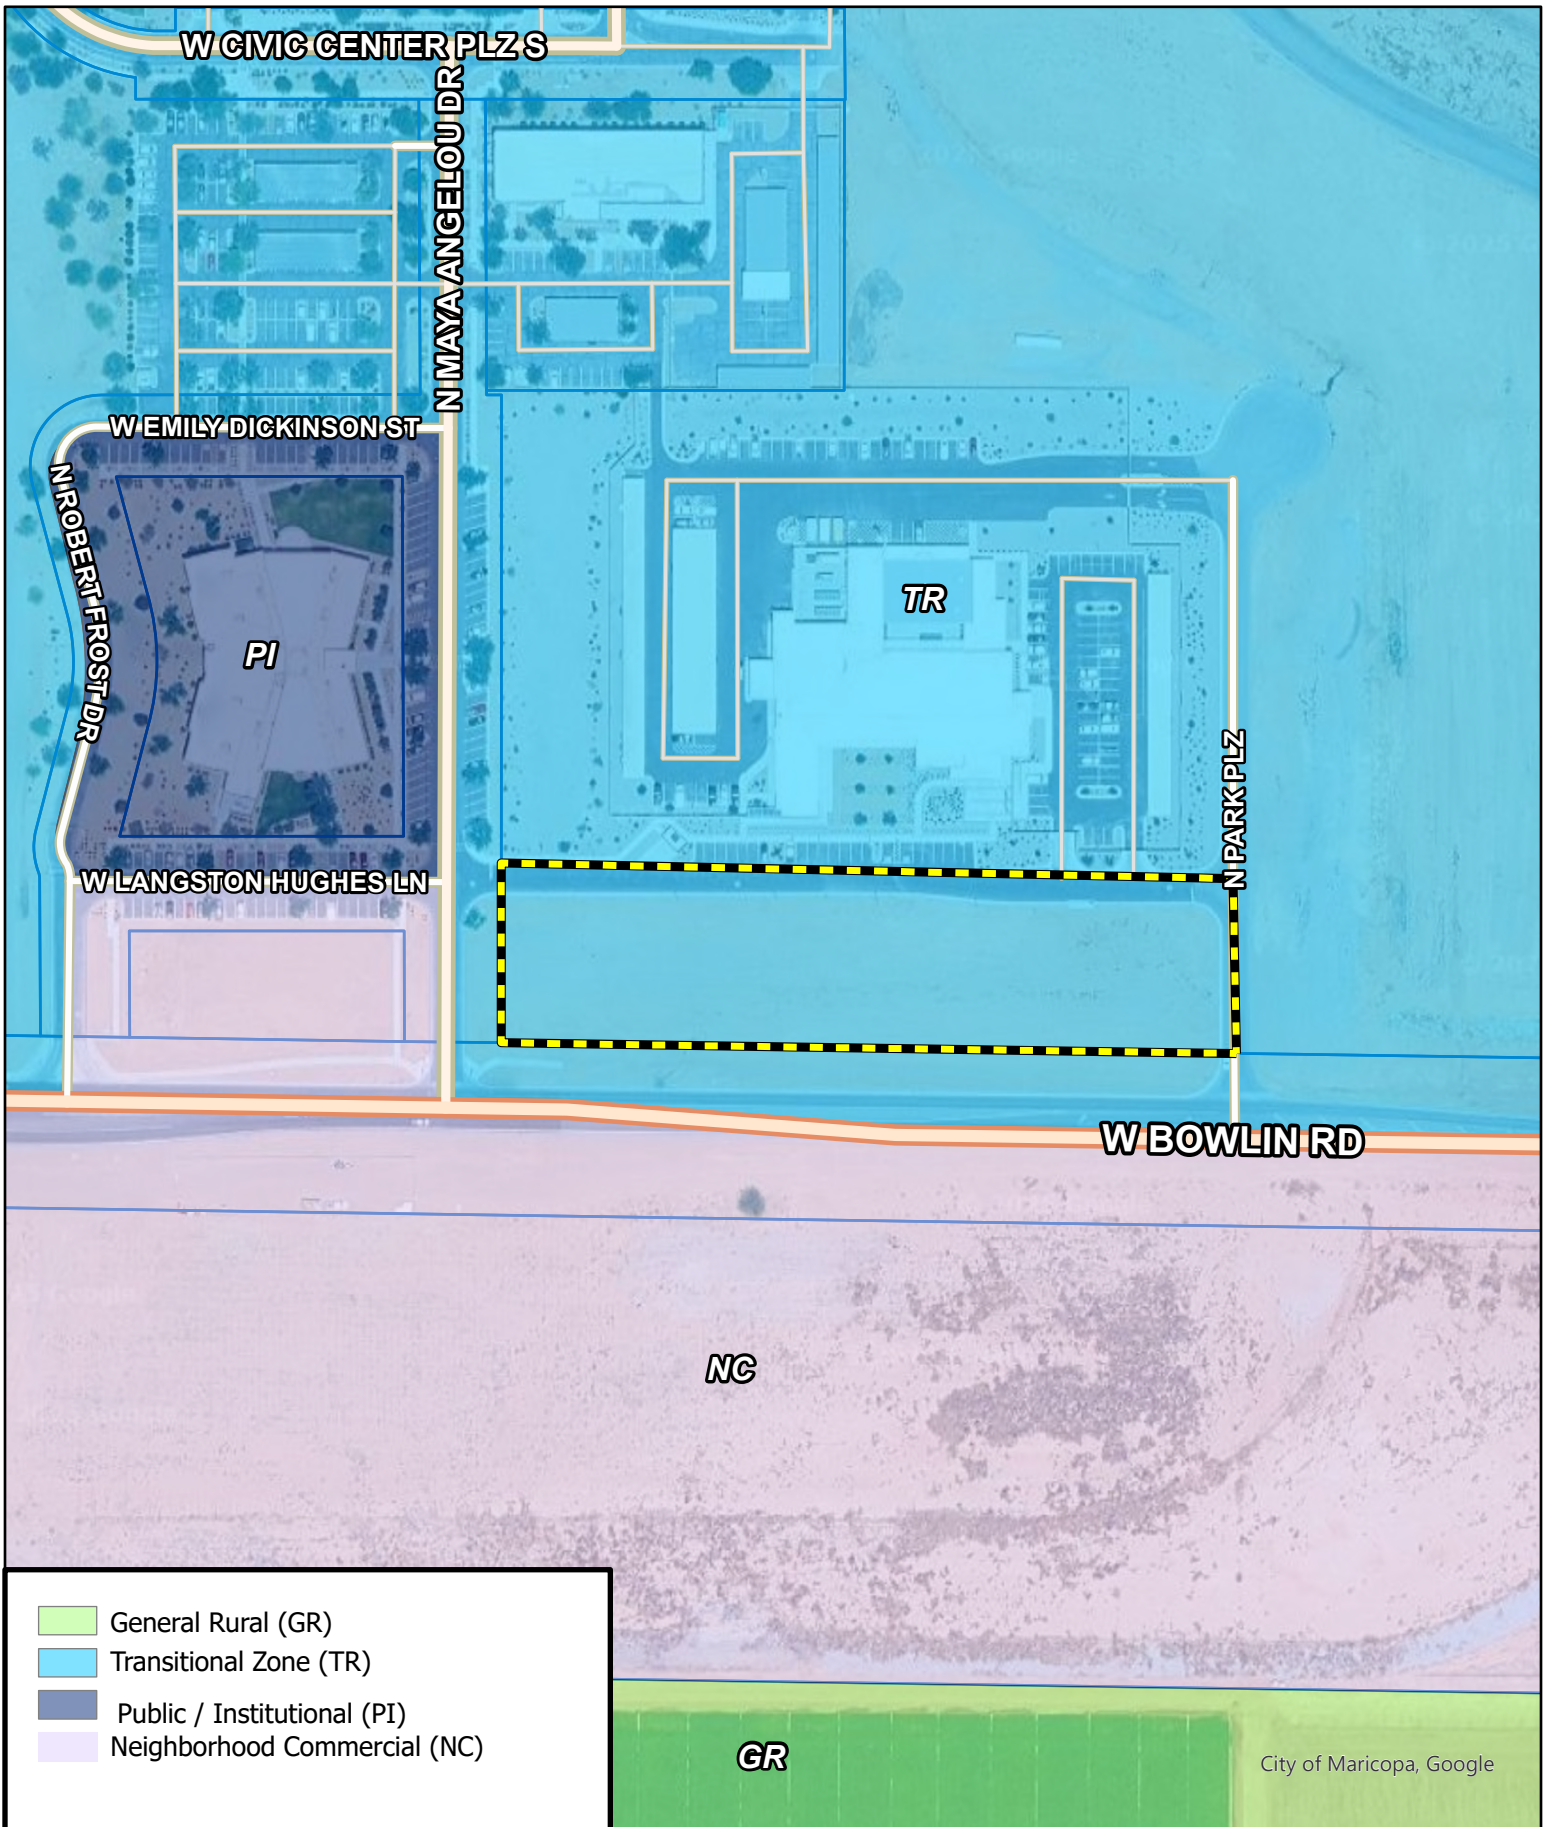 W CIVIC CENTER PLZ S
N MAYA ANGELOU DR
W EMILY DICKINSON ST
N ROBERT FROST DR
TR
PI
N PARK PLZ
W LANGSTON HUGHES LN
W BOWLIN RD
NC
General Rural (GR)
Transitional Zone (TR)
Public / Institutional (PI)
Neighborhood Commercial (NC)
GR
City of Maricopa, Google